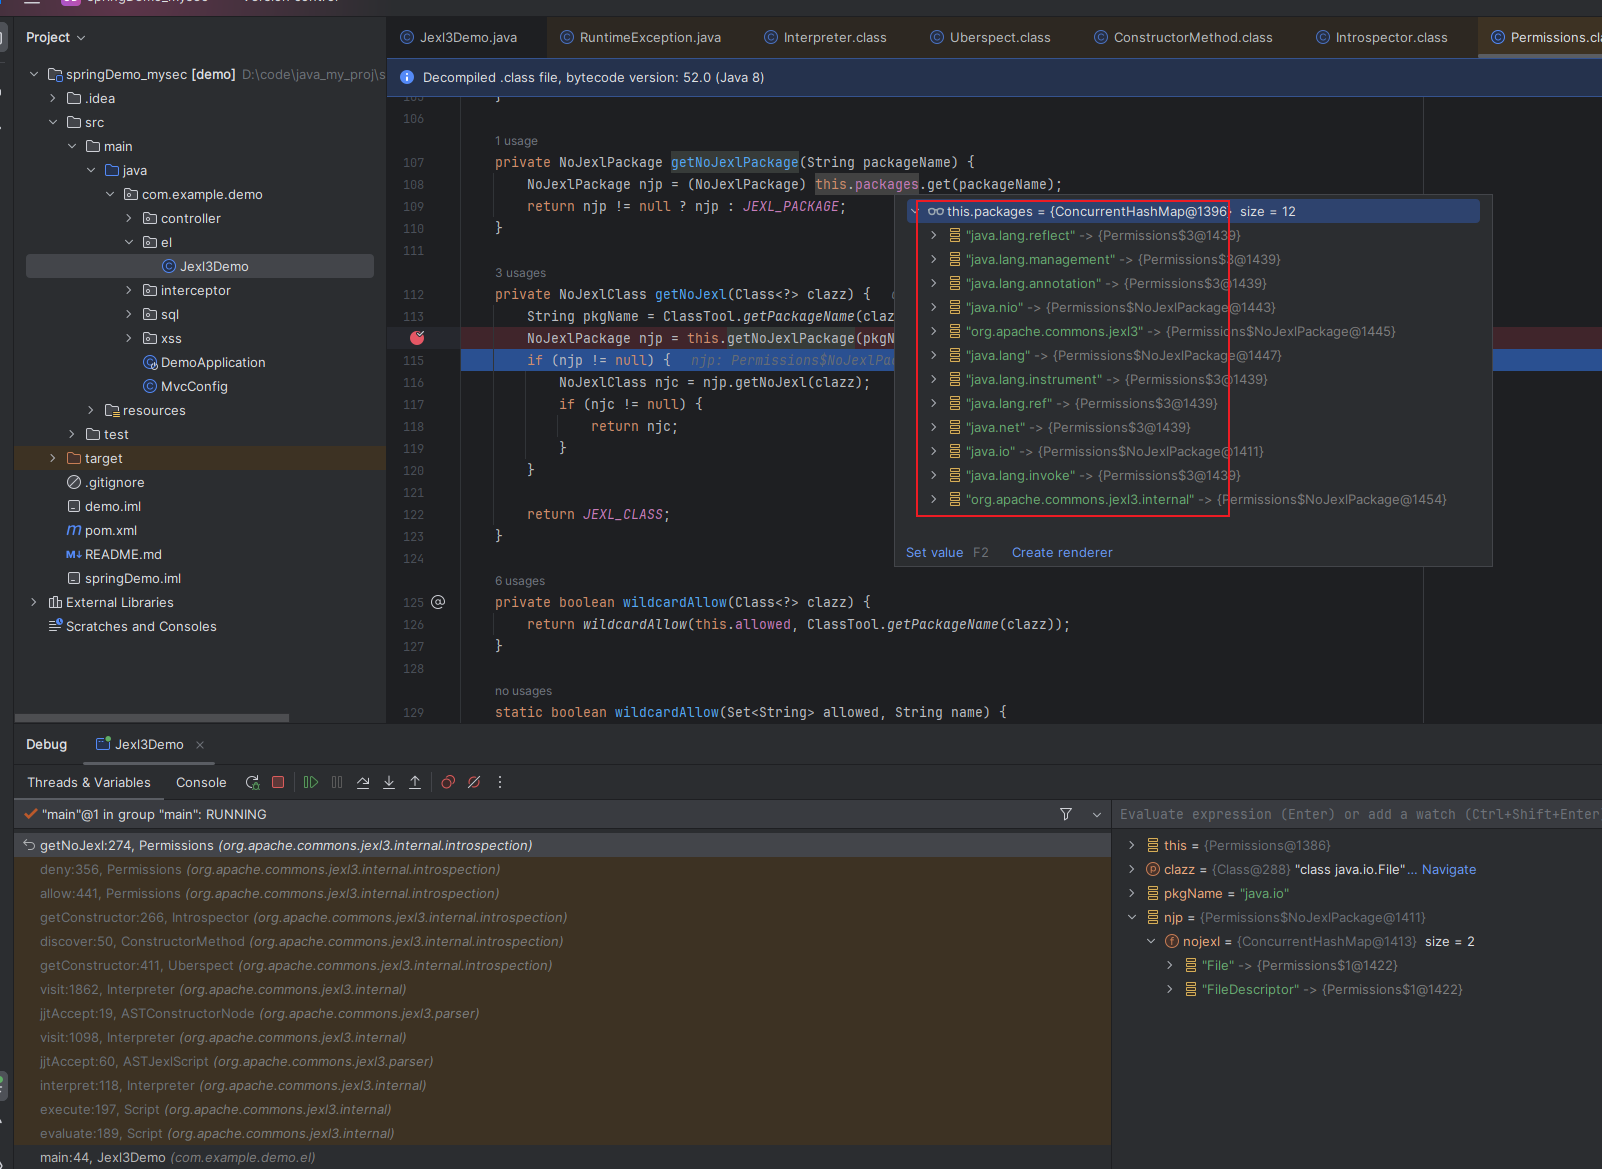 springDemo_mysec
Version control
Project
springDemo_mysec [demo] D:\code\java_my_proj\s
.idea
src
main
java
com.example.demo
controller
el
Jexl3Demo
interceptor
sql
xss
DemoApplication
MvcConfig
resources
test
target
.gitignore
demo.iml
pom.xml
README.md
springDemo.iml
External Libraries
Scratches and Consoles
Jexl3Demo.java
RuntimeException.java
Interpreter.class
Uberspect.class
ConstructorMethod.class
Introspector.class
Permissions.cla
Decompiled .class file, bytecode version: 52.0 (Java 8)
105 }
106
1 usage
107 private NoJexlPackage getNoJexlPackage(String packageName) {
108 NoJexlPackage njp = (NoJexlPackage) this.packages.get(packageName);
109 return njp != null ? njp : JEXL_PACKAGE;
110 }
111
3 usages
112 private NoJexlClass getNoJexl(Class<?> clazz) {
113 String pkgName = ClassTool.getPackageName(claz
NoJexlPackage njp = this.getNoJexlPackage(pkgN
115 if (njp != null) { njp: Permissions$NoJexlPac
116 NoJexlClass njc = njp.getNoJexl(clazz);
117 if (njc != null) {
118 return njc;
119 }
120 }
121
122 return JEXL_CLASS;
123 }
124
6 usages
125 @ private boolean wildcardAllow(Class<?> clazz) {
126 return wildcardAllow(this.allowed, ClassTool.getPackageName(clazz));
127 }
128
no usages
129 static boolean wildcardAllow(Set<String> allowed, String name) {
this.packages = {ConcurrentHashMap@1396} size = 12
"java.lang.reflect" -> {Permissions$3@1439}
"java.lang.management" -> {Permissions$3@1439}
"java.lang.annotation" -> {Permissions$3@1439}
"java.nio" -> {Permissions$NoJexlPackage@1443}
"org.apache.commons.jexl3" -> {Permissions$NoJexlPackage@1445}
"java.lang" -> {Permissions$NoJexlPackage@1447}
"java.lang.instrument" -> {Permissions$3@1439}
"java.lang.ref" -> {Permissions$3@1439}
"java.net" -> {Permissions$3@1439}
"java.io" -> {Permissions$NoJexlPackage@1411}
"java.lang.invoke" -> {Permissions$3@1439}
"org.apache.commons.jexl3.internal" -> {Permissions$NoJexlPackage@1454}
Set value F2 Create renderer
Debug
Jexl3Demo
Threads & Variables
Console
"main"@1 in group "main": RUNNING
getNoJexl:274, Permissions (org.apache.commons.jexl3.internal.introspection)
deny:356, Permissions (org.apache.commons.jexl3.internal.introspection)
allow:441, Permissions (org.apache.commons.jexl3.internal.introspection)
getConstructor:266, Introspector (org.apache.commons.jexl3.internal.introspection)
discover:50, ConstructorMethod (org.apache.commons.jexl3.internal.introspection)
getConstructor:411, Uberspect (org.apache.commons.jexl3.internal.introspection)
visit:1862, Interpreter (org.apache.commons.jexl3.internal)
jjtAccept:19, ASTConstructorNode (org.apache.commons.jexl3.parser)
visit:1098, Interpreter (org.apache.commons.jexl3.internal)
jjtAccept:60, ASTJexlScript (org.apache.commons.jexl3.parser)
interpret:118, Interpreter (org.apache.commons.jexl3.internal)
execute:197, Script (org.apache.commons.jexl3.internal)
evaluate:189, Script (org.apache.commons.jexl3.internal)
main:44, Jexl3Demo (com.example.demo.el)
Evaluate expression (Enter) or add a watch (Ctrl+Shift+Enter
this = {Permissions@1386}
clazz = {Class@288} "class java.io.File"... Navigate
pkgName = "java.io"
njp = {Permissions$NoJexlPackage@1411}
nojexl = {ConcurrentHashMap@1413} size = 2
"File" -> {Permissions$1@1422}
"FileDescriptor" -> {Permissions$1@1422}